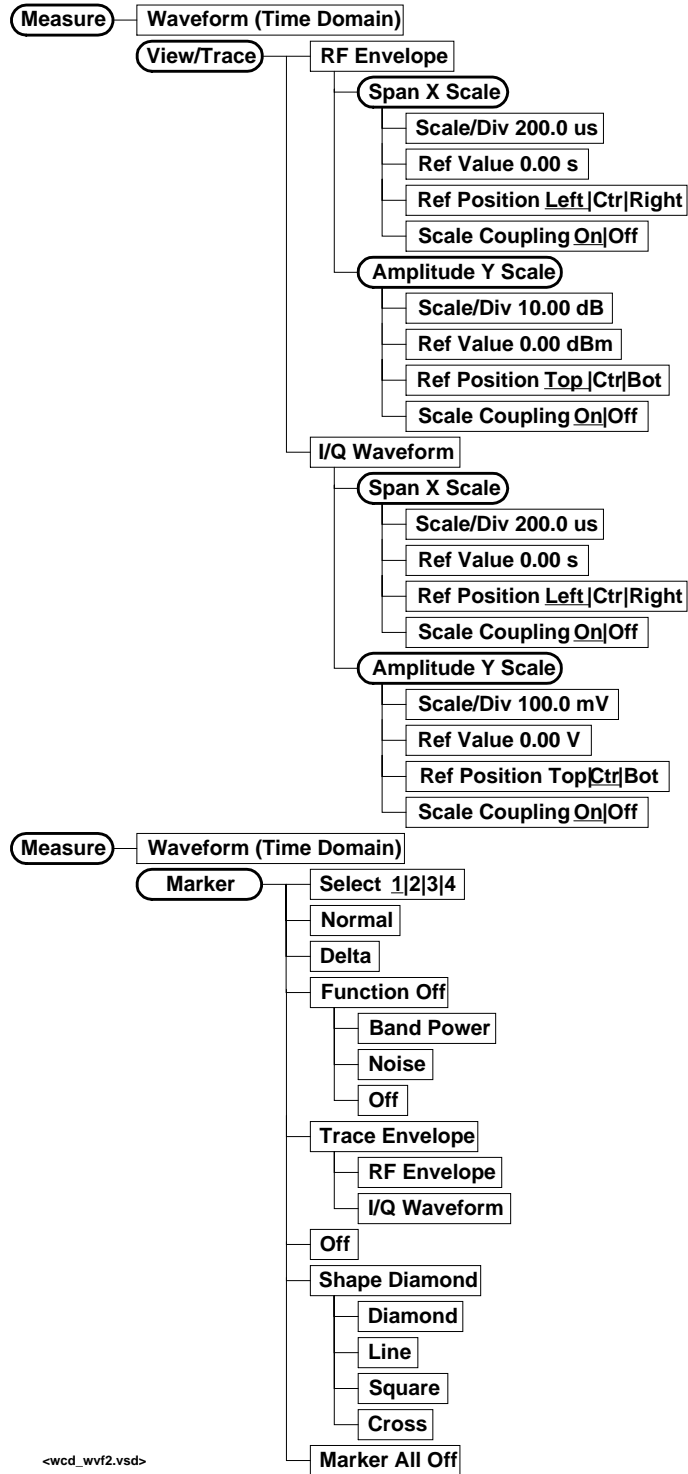 Measure Waveform (Time Domain)
View/Trace RF Envelope
Span X Scale
Scale/Div 200.0 us
Ref Value 0.00 s
Ref Position Left|Ctr|Right
Scale Coupling On|Off
Amplitude Y Scale
Scale/Div 10.00 dB
Ref Value 0.00 dBm
Ref Position Top|Ctr|Bot
Scale Coupling On|Off
I/Q Waveform
Span X Scale
Scale/Div 200.0 us
Ref Value 0.00 s
Ref Position Left|Ctr|Right
Scale Coupling On|Off
Amplitude Y Scale
Scale/Div 100.0 mV
Ref Value 0.00 V
Ref Position Top|Ctr|Bot
Scale Coupling On|Off
Measure Waveform (Time Domain)
Marker Select 1|2|3|4
Normal
Delta
Function Off
Band Power
Noise
Off
Trace Envelope
RF Envelope
I/Q Waveform
Off
Shape Diamond
Diamond
Line
Square
Cross
<wcd_wvf2.vsd> Marker All Off